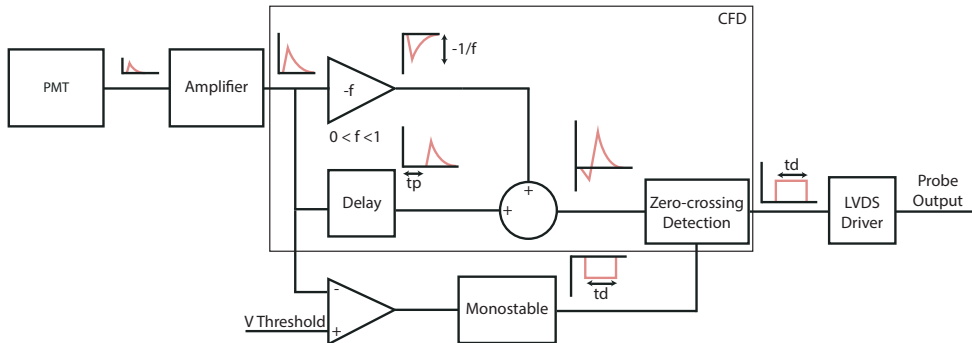 CFD
PMT
Amplifier
-f
0 < f <1
-1/f
tp
Delay
+
+
Zero-crossing
Detection
td
LVDS
Driver
Probe
Output
V Threshold
-
+
Monostable
td